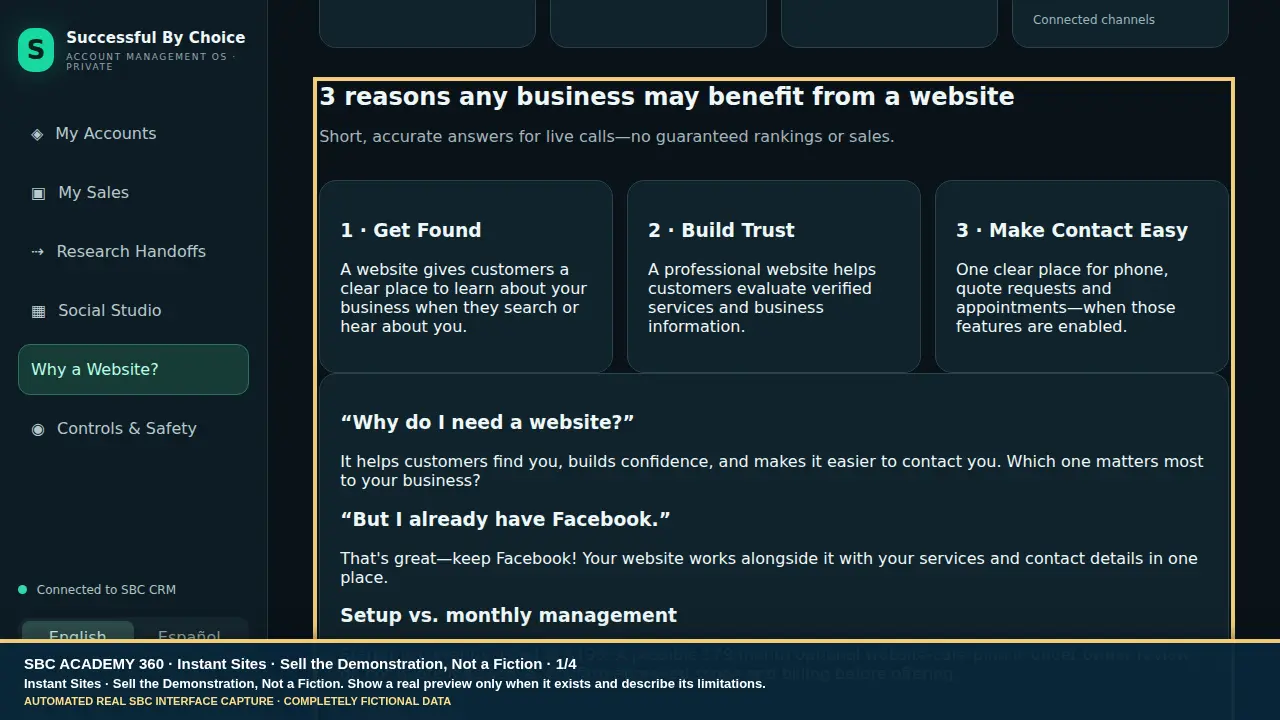 Successful By Choice
ACCOUNT MANAGEMENT OS ·
PRIVATE
My Accounts
My Sales
Research Handoffs
Social Studio
Why a Website?
Controls & Safety
Connected to SBC CRM
English
Español
Connected channels
3 reasons any business may benefit from a website
Short, accurate answers for live calls—no guaranteed rankings or sales.
1 · Get Found
A website gives customers a
clear place to learn about your
business when they search or
hear about you.
2 · Build Trust
A professional website helps
customers evaluate verified
services and business
information.
3 · Make Contact Easy
One clear place for phone,
quote requests and
appointments—when those
features are enabled.
“Why do I need a website?”
It helps customers find you, builds confidence, and makes it easier to contact you. Which one matters most
to your business?
“But I already have Facebook.”
That's great—keep Facebook! Your website works alongside it with your services and contact details in one
place.
Setup vs. monthly management
SBC ACADEMY 360 · Instant Sites · Sell the Demonstration, Not a Fiction · 1/4
Instant Sites · Sell the Demonstration, Not a Fiction. Show a real preview only when it exists and describe its limitations.
AUTOMATED REAL SBC INTERFACE CAPTURE · COMPLETELY FICTIONAL DATA